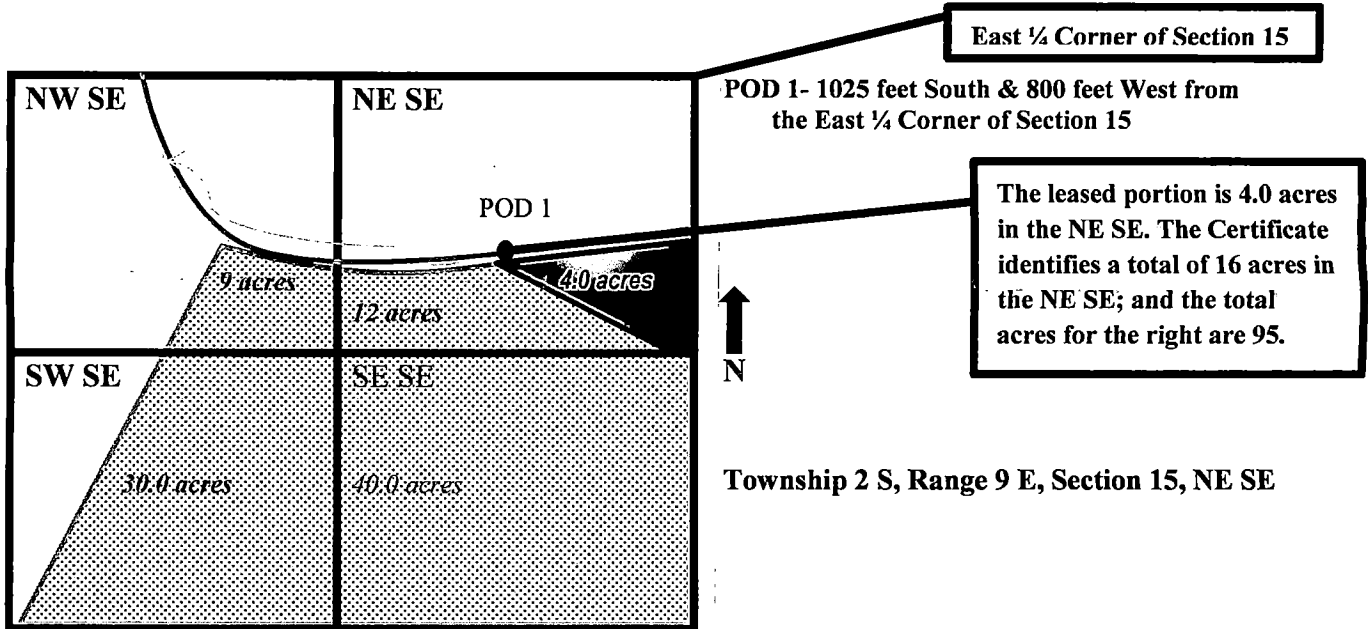 East ¼ Corner of Section 15
NW SE
NE SE
POD 1- 1025 feet South & 800 feet West from
the East ¼ Corner of Section 15
The leased portion is 4.0 acres
in the NE SE. The Certificate
identifies a total of 16 acres in
the NE SE; and the total
acres for the right are 95.
POD 1
9 acres
4.0 acres
12 acres
SW SE
SE SE
N
30.0 acres
40.0 acres
Township 2 S, Range 9 E, Section 15, NE SE